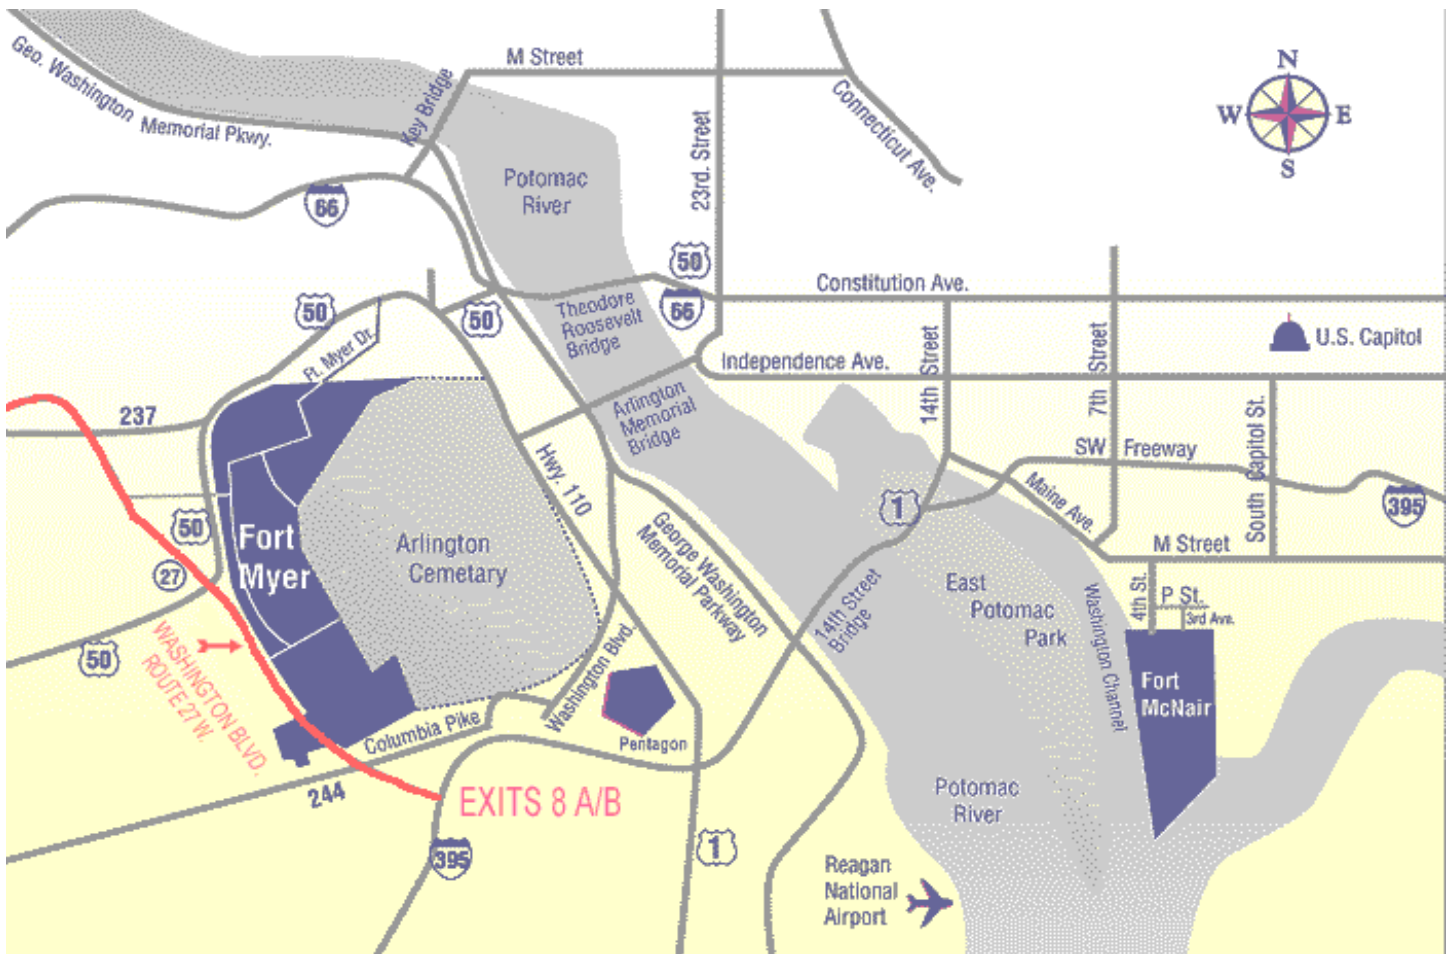 M Street
N
W
E
S
Geo. Washington
Memorial Pkwy.
Key Bridge
Connecticut Ave.
23rd. Street
66
Potomac
River
50
Constitution Ave.
66
50
50
Theodore
Roosevelt
Bridge
14th Street
7th Street
U.S. Capitol
Independence Ave.
Ft. Myer Dr.
237
Arlington
Memorial
Bridge
SW Freeway
South Capitol St.
Hwy. 110
Maine Ave.
1
395
50
Fort
Myer
Arlington
Cemetary
George Washington
Memorial Parkway
M Street
27
14th Street
Bridge
East
Potomac
Park
Washington Channel
4th St.
P St.
3rd Ave.
50
WASHINGTON BLVD.
ROUTE 27 W.
Washington Blvd.
Fort
McNair
Columbia Pike
Pentagon
244
EXITS 8 A/B
Potomac
River
395
1
Reagan
National
Airport